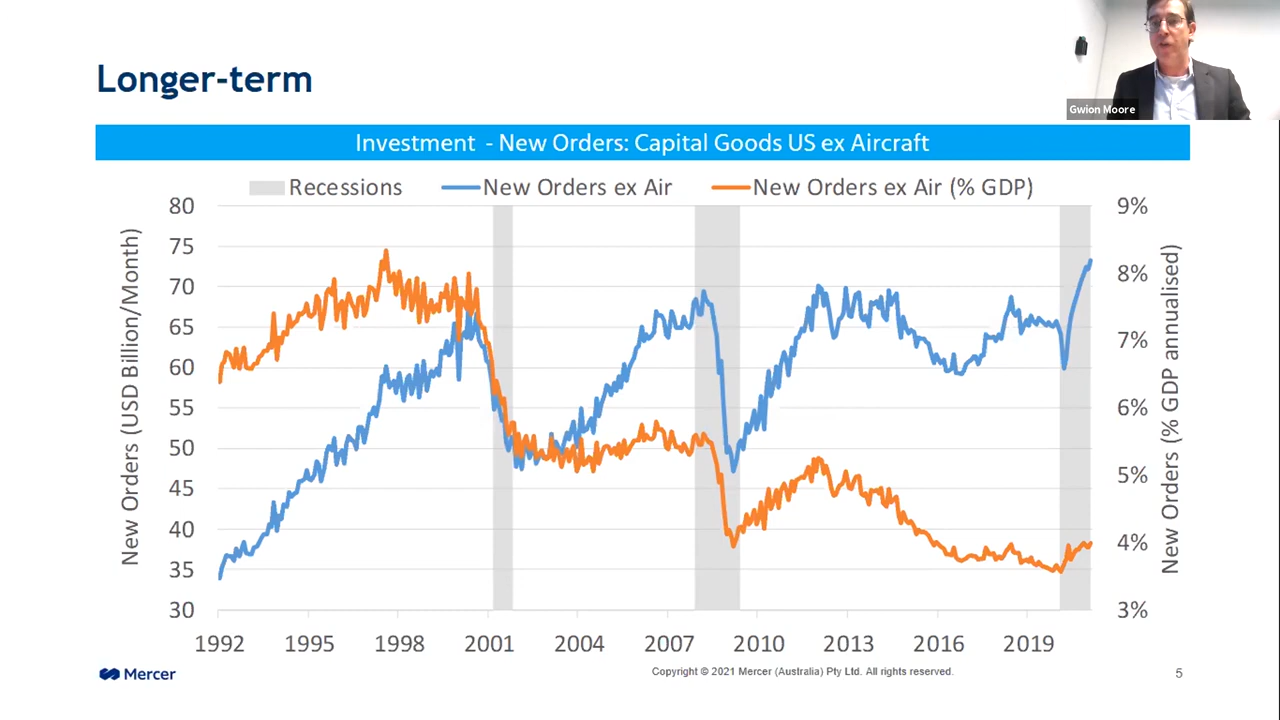 Longer-term
Gwion Moore
Investment - New Orders: Capital Goods US ex Aircraft
Recessions New Orders ex Air New Orders ex Air (% GDP)
New Orders (USD Billion/Month)
80
75
70
65
60
55
50
45
40
35
30
9%
8%
7%
6%
5%
4%
3%
New Orders (% GDP annualised)
1992 1995 1998 2001 2004 2007 2010 2013 2016 2019
Mercer
Copyright © 2021 Mercer (Australia) Pty Ltd. All rights reserved.
5